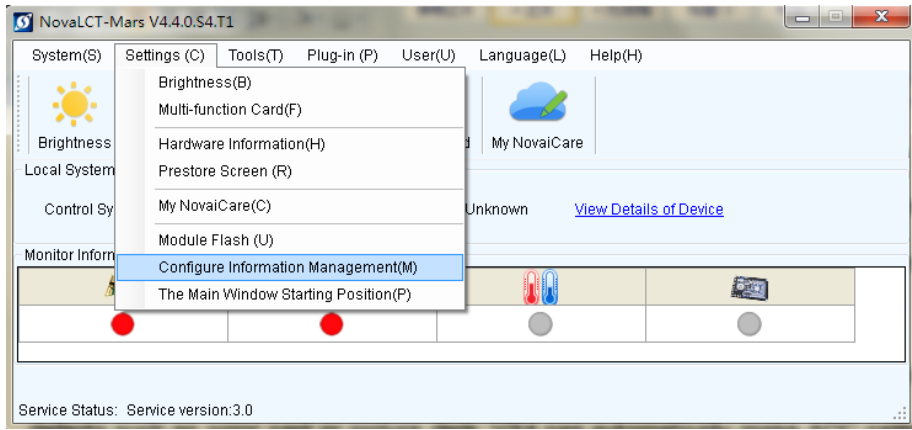 NovaLCT-Mars V4.4.0.S4.T1
System(S) Settings (C) Tools(T) Plug-in (P) User(U) Language(L) Help(H)
Brightness(B)
Multi-function Card(F)
Hardware Information(H)
Prestore Screen (R)
My NovaiCare(C)
Module Flash (U)
Configure Information Management(M)
The Main Window Starting Position(P)
Brightness My NovaiCare
Local System
Control Sy Unknown View Details of Device
Monitor Inform
Service Status: Service version:3.0